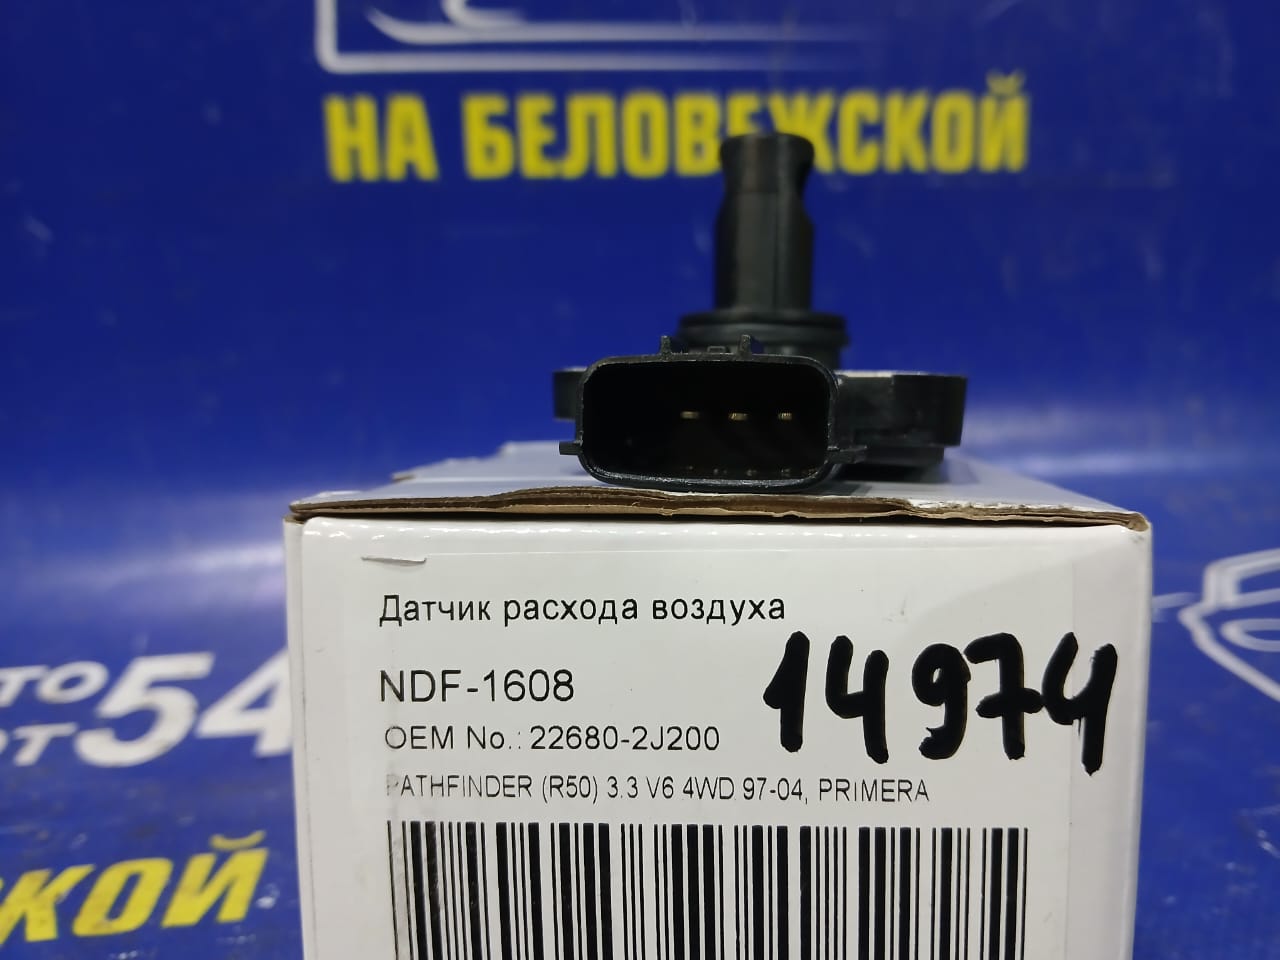 НА БЕЛОВЕЖСКОЙ
Датчик расхода воздуха
NDF-1608
14974
OEM No.: 22680-2J200
PATHFINDER (R50) 3.3 V6 4WD 97-04, PRIMERA
54